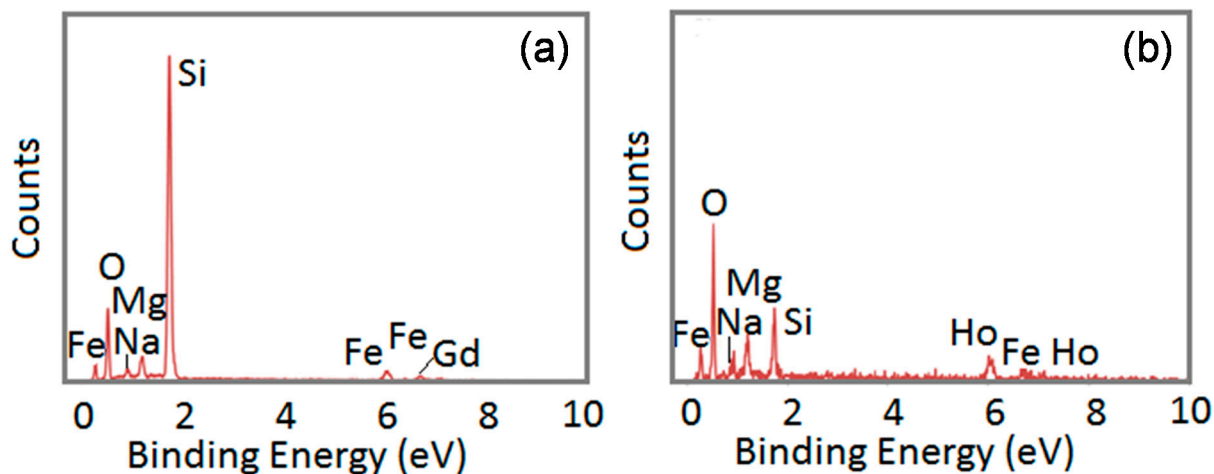 (a)
Si
Counts
O
Mg
Fe Na
Fe Fe Gd
0 2 4 6 8 10
Binding Energy (eV)
(b)
Counts
O
Mg
Fe Na Si
Ho Fe Ho
0 2 4 6 8 10
Binding Energy (eV)